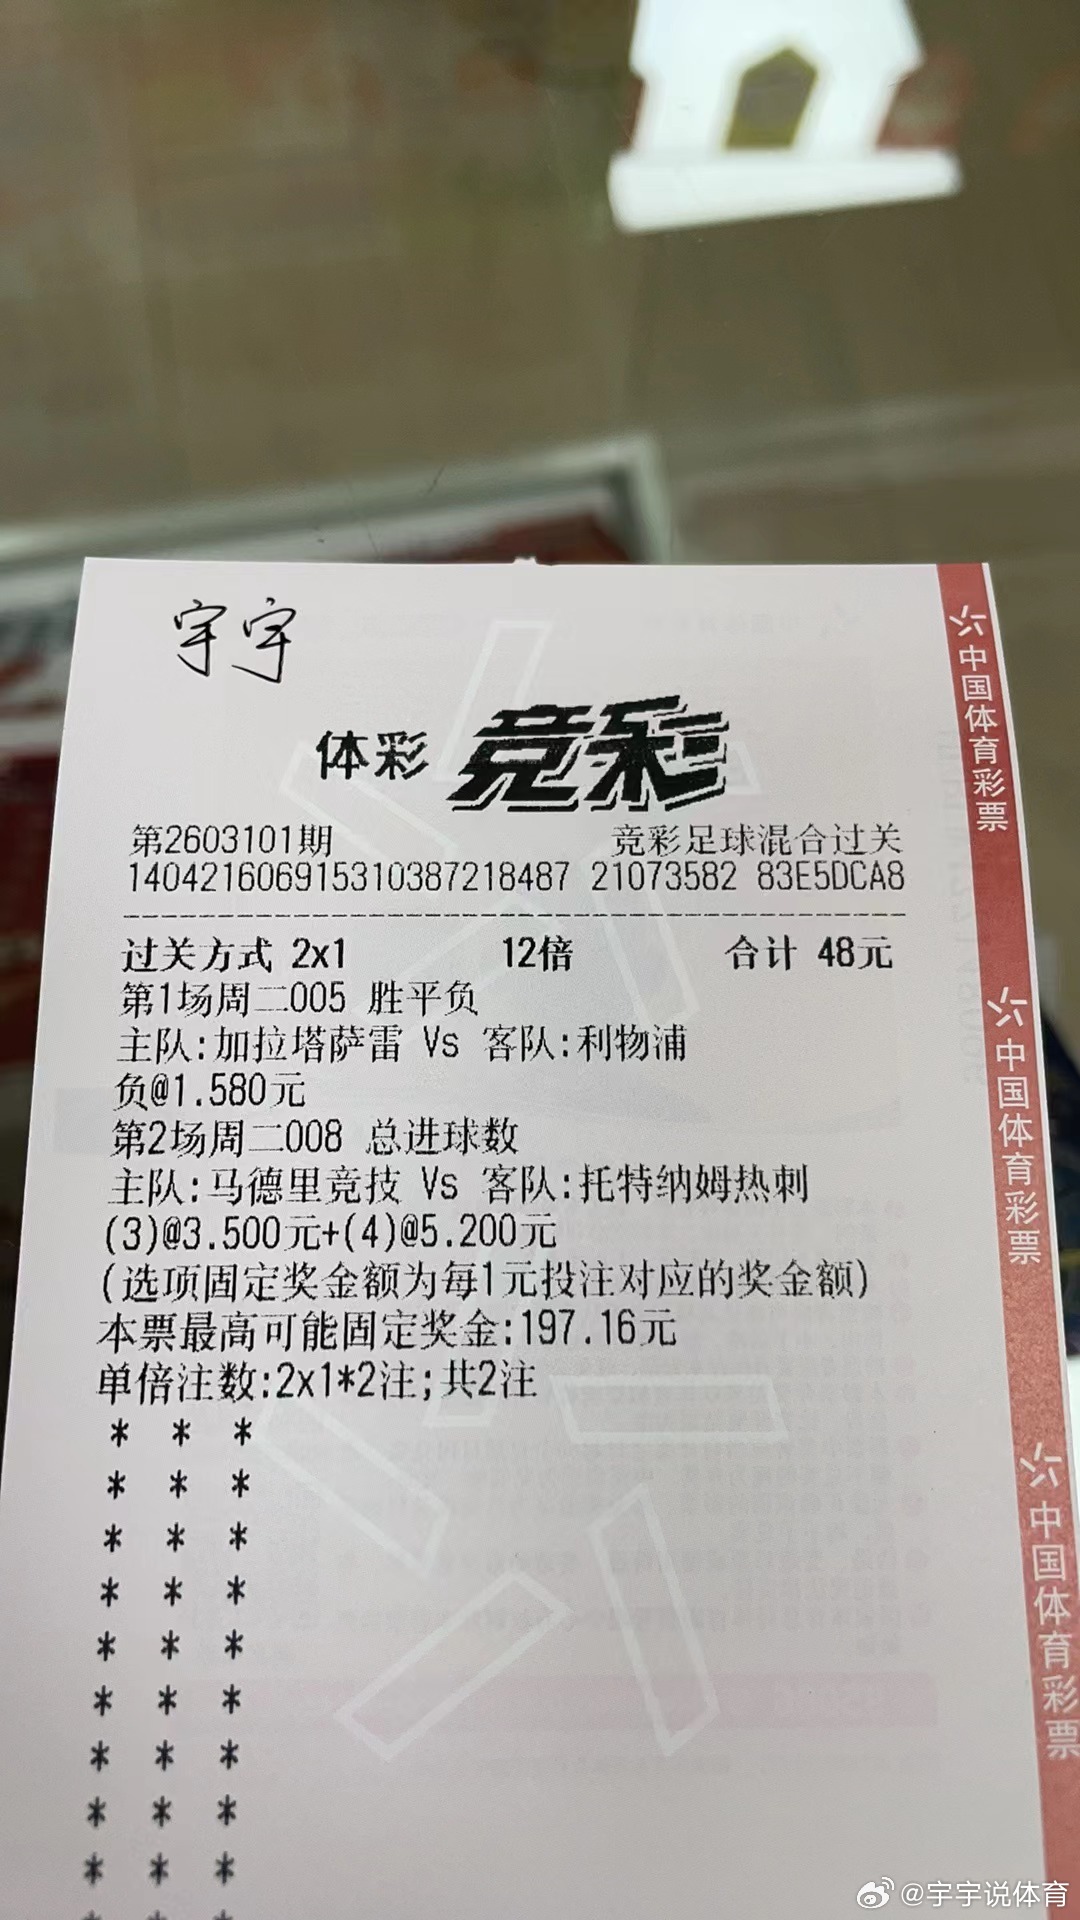 宇宇
体彩 竞彩
第2603101期 竞彩足球混合过关
140421606915310387218487 21073582 83E5DCA8
过关方式 2x1 12倍 合计 48元
第1场周二005 胜平负
主队:加拉塔萨雷 Vs 客队:利物浦
负@1.580元
第2场周二008 总进球数
主队:马德里竞技 Vs 客队:托特纳姆热刺
(3)@3.500元+(4)@5.200元
(选项固定奖金额为每1元投注对应的奖金额)
本票最高可能固定奖金:197.16元
单倍注数:2x1*2注;共2注
* * *
* * *
* * *
* * *
* * *
* * *
* * *
* * *
* * *
中国体育彩票
中国体育彩票
中国体育彩票
@宇宇说体育